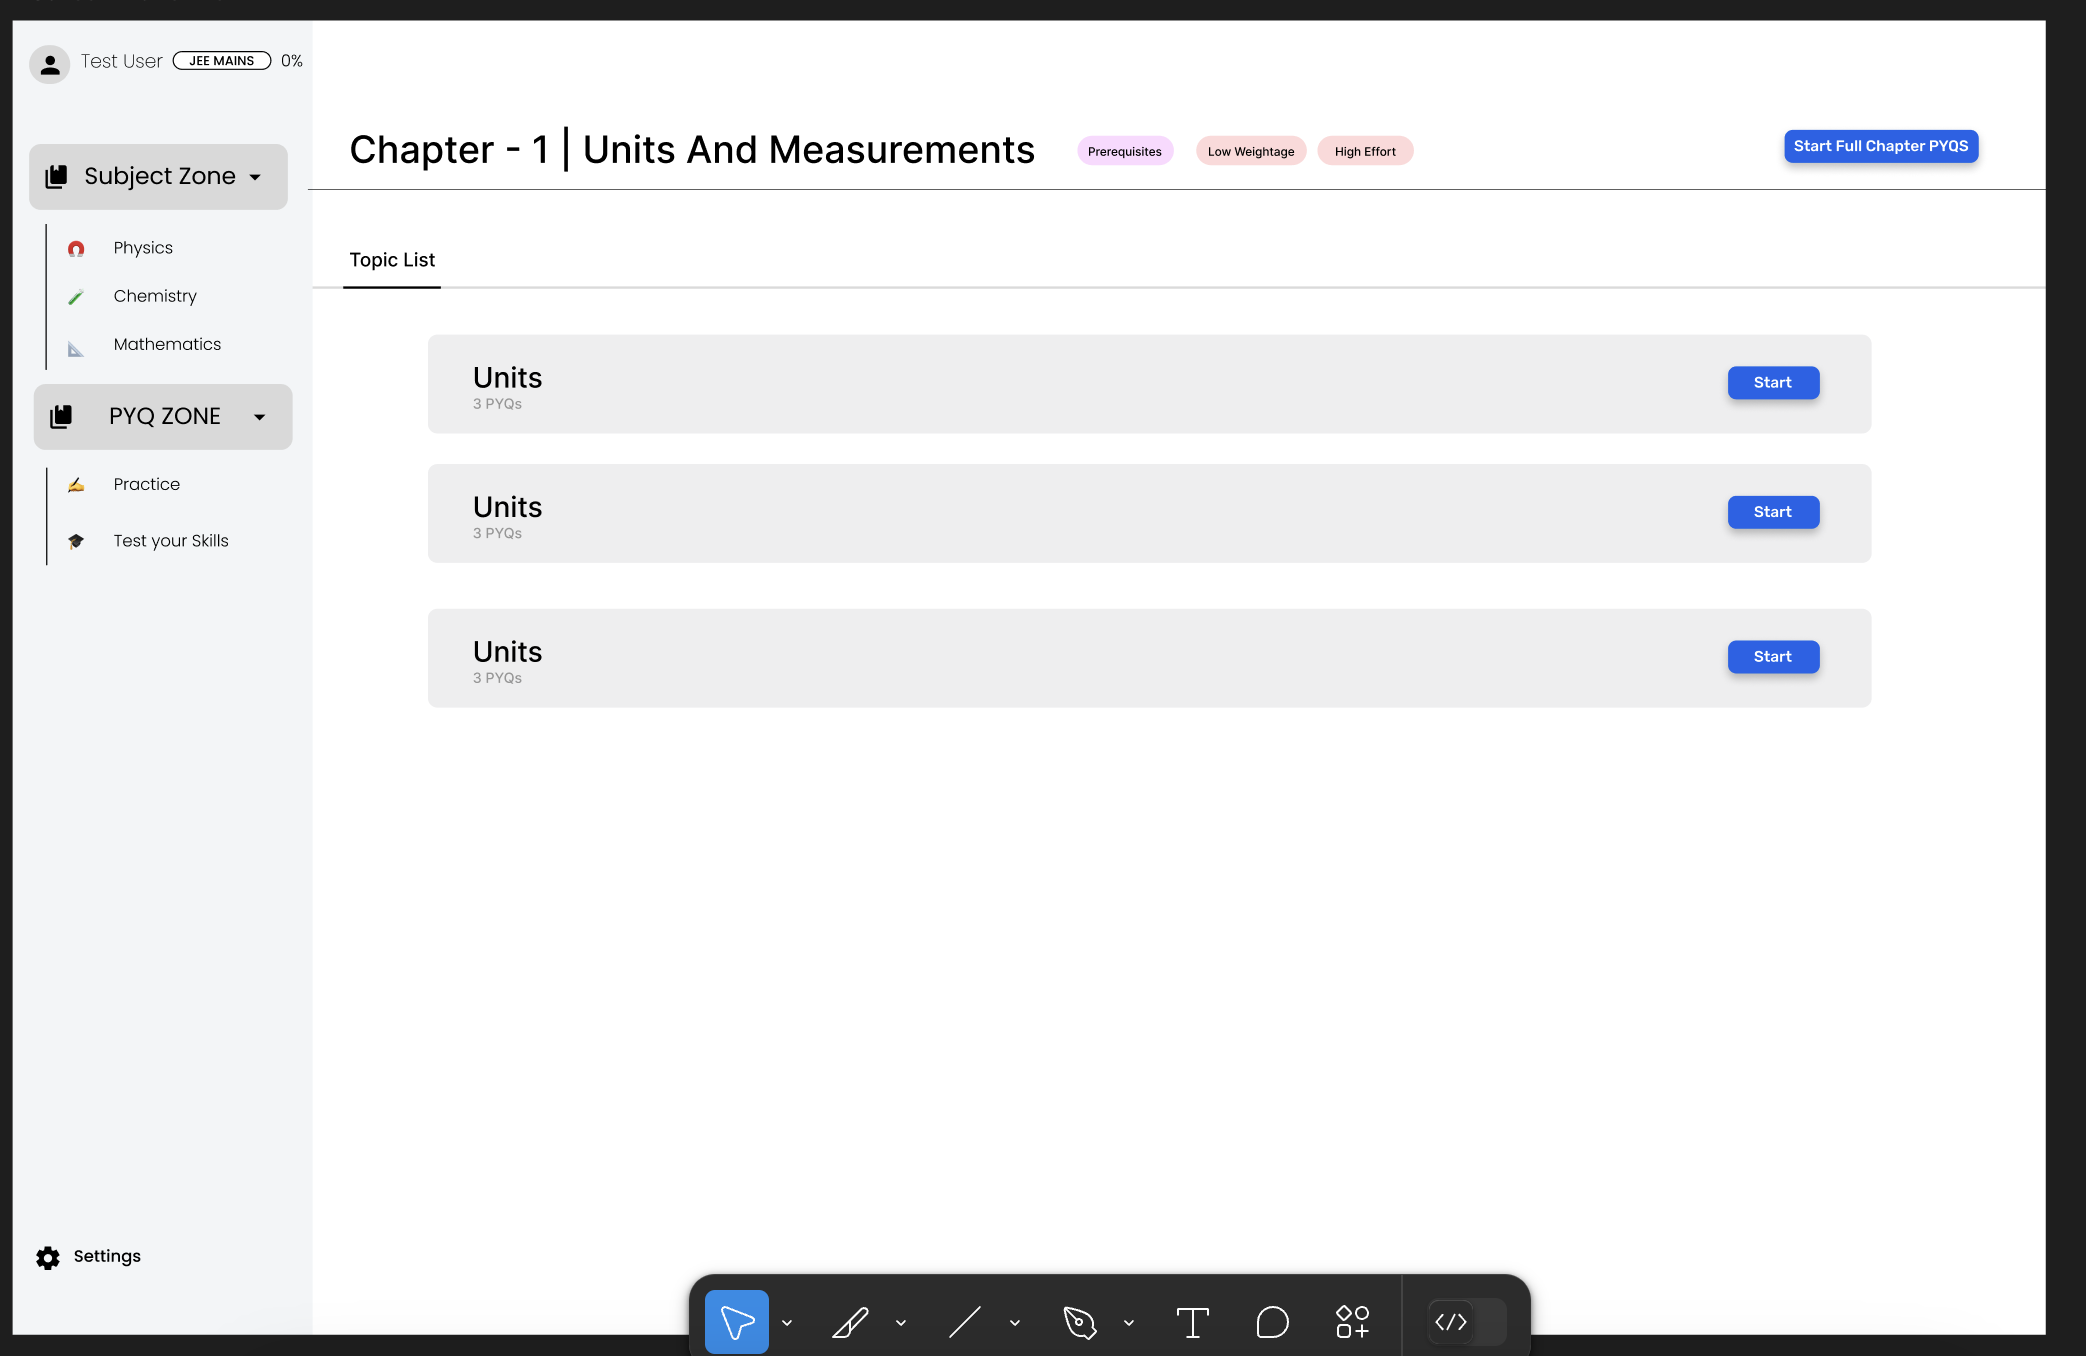 Test User JEE MAINS 0%
Subject Zone
Physics
Chemistry
Mathematics
PYQ ZONE
Practice
Test your Skills
Settings
Chapter - 1 | Units And Measurements Prerequisites Low Weightage High Effort Start Full Chapter PYQS
Topic List
Units
3 PYQs
Start
Units
3 PYQs
Start
Units
3 PYQs
Start